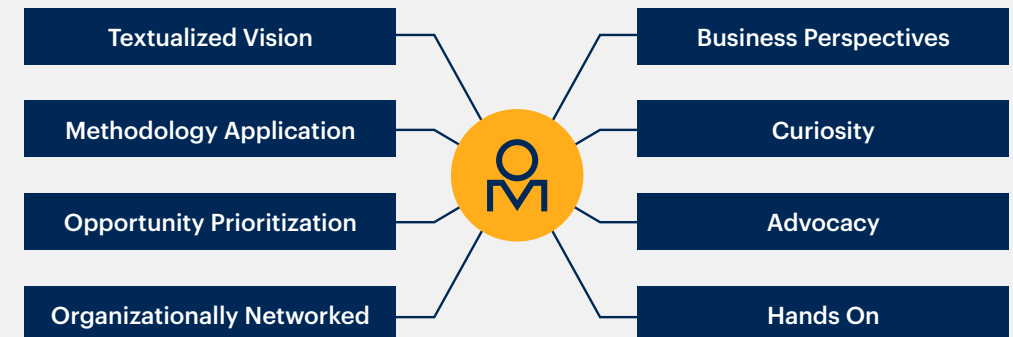 Textualized Vision
Methodology Application
Opportunity Prioritization
Organizationally Networked
Business Perspectives
Curiosity
Advocacy
Hands On